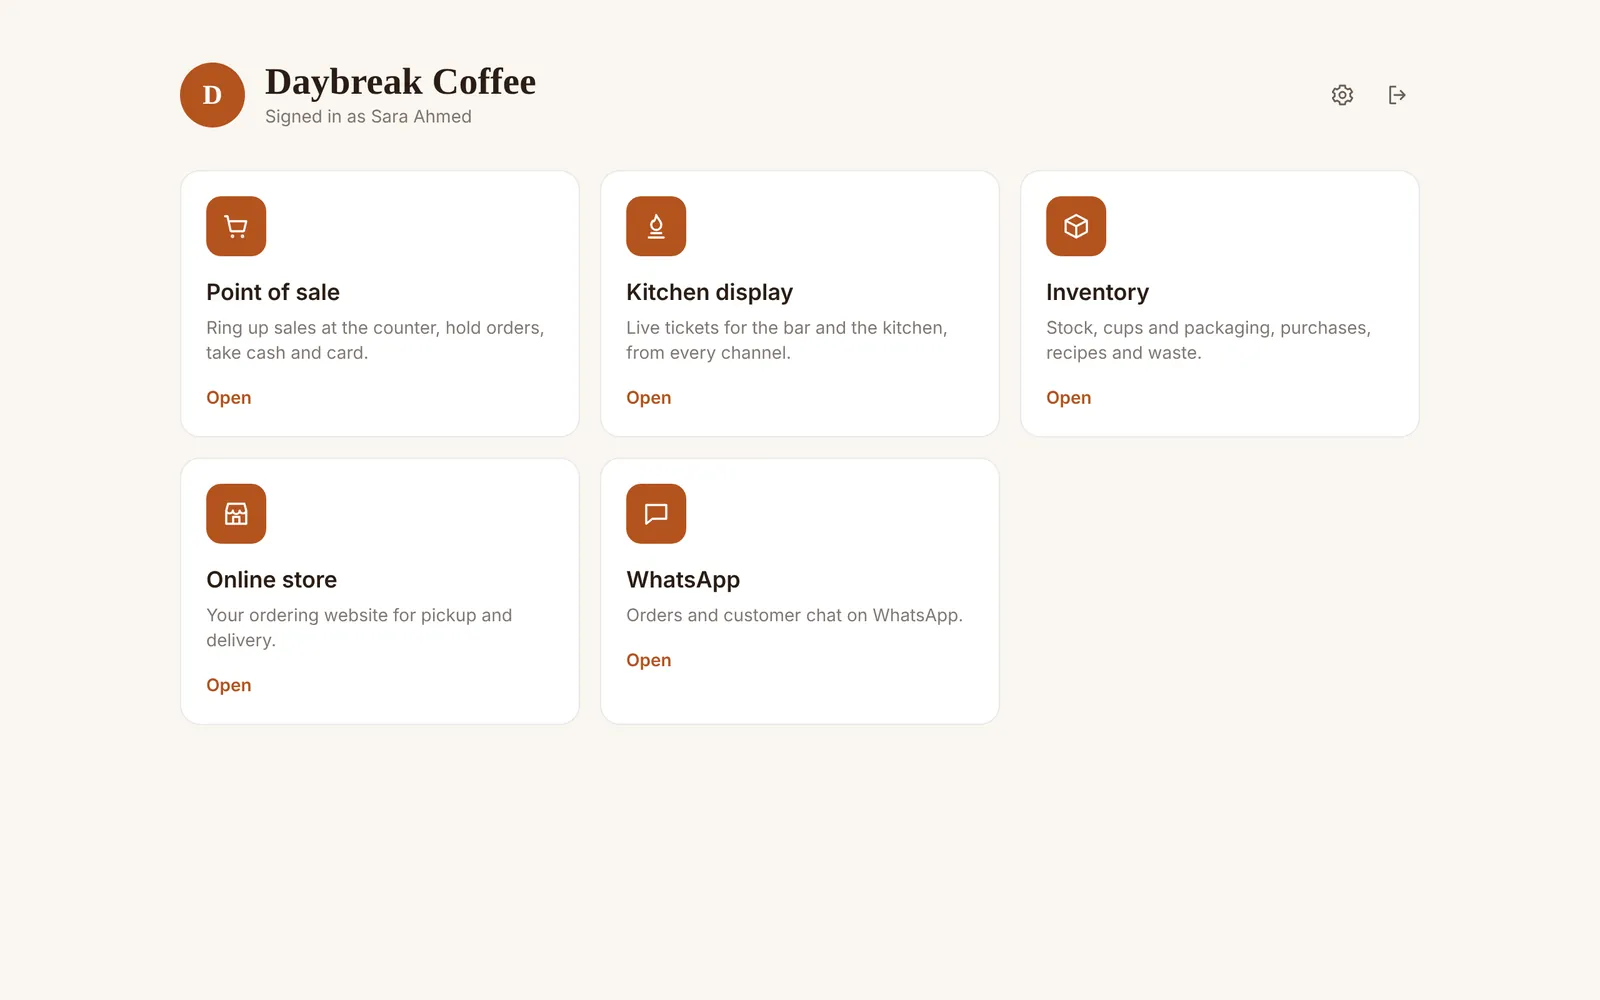 D
Daybreak Coffee
Signed in as Sara Ahmed
Point of sale
Ring up sales at the counter, hold orders,
take cash and card.
Open
Kitchen display
Live tickets for the bar and the kitchen,
from every channel.
Open
Inventory
Stock, cups and packaging, purchases,
recipes and waste.
Open
Online store
Your ordering website for pickup and
delivery.
Open
WhatsApp
Orders and customer chat on WhatsApp.
Open